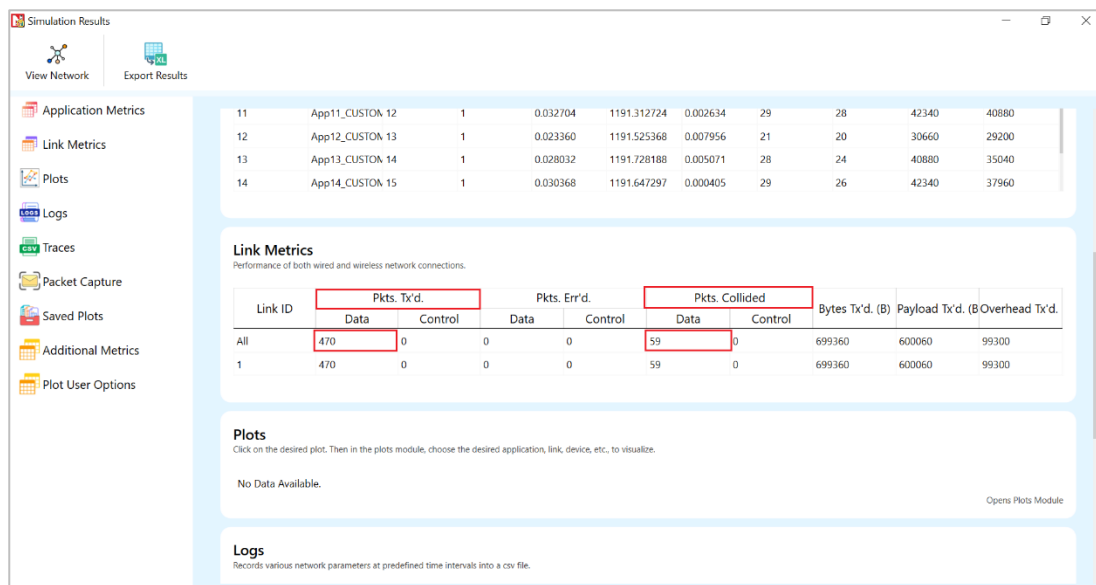 Simulation Results
View Network Export Results
Application Metrics
Link Metrics
Plots
Logs
Traces
Packet Capture
Saved Plots
Additional Metrics
Plot User Options
11 App11_CUSTOM 12 1 0.032704 1191.312724 0.002634 29 28 42340 40880
12 App12_CUSTOM 13 1 0.023360 1191.525368 0.007956 21 20 30660 29200
13 App13_CUSTOM 14 1 0.028032 1191.728188 0.005071 28 24 40880 35040
14 App14_CUSTOM 15 1 0.030368 1191.647297 0.000405 29 26 42340 37960
Link Metrics
Performance of both wired and wireless network connections.
Link ID Pkts. Tx'd. Pkts. Err'd. Pkts. Collided Bytes Tx'd. (B) Payload Tx'd. (B Overhead Tx'd.
Data Control Data Control Data Control
All 470 0 0 0 59 0 699360 600060 99300
1 470 0 0 0 59 0 699360 600060 99300
Plots
Click on the desired plot. Then in the plots module, choose the desired application, link, device, etc., to visualize.
No Data Available.
Opens Plots Module
Logs
Records various network parameters at predefined time intervals into a csv file.
LOGS
CSV
XL